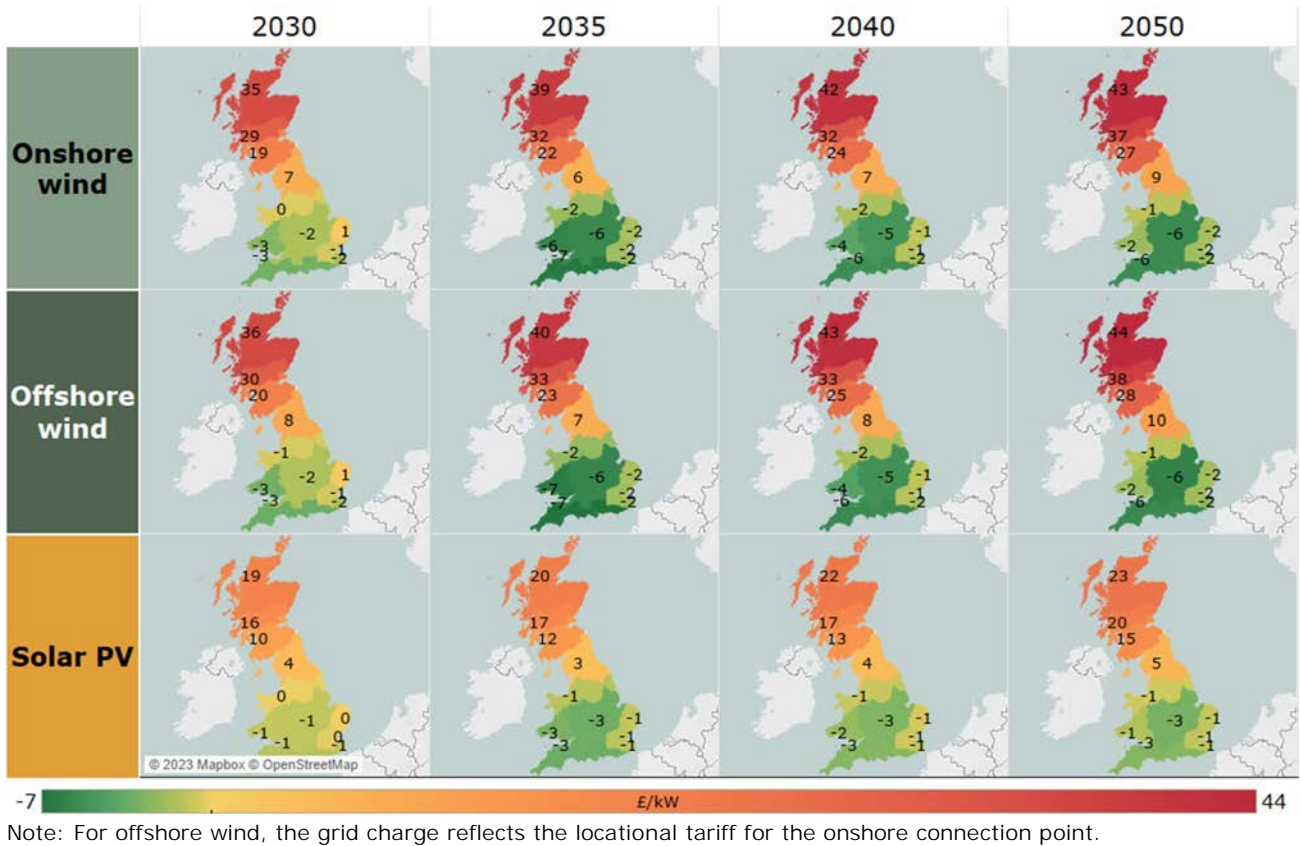 2030 2035 2040 2050
Onshore
wind
35 39 42 43
29 32 32 37
19 22 24 27
7 6 7 9
0 -2 -2 -1
-2 1 -6 -2 -5 -1 -6 -2
-3 -1 -6 -2 -4 -1 -2 -2
-3 -2 -7 -2 -6 -2 -6 -2
Offshore
wind
36 40 43 44
30 33 33 38
20 23 25 28
8 7 8 10
-1 -2 -2 -1
-2 1 -6 -2 -5 -1 -6 -2
-3 -1 -7 -2 -4 -1 -2 -2
-3 -2 -7 -2 -6 -2 -6 -2
Solar PV
19 20 22 23
16 17 17 20
10 12 13 15
4 3 4 5
0 -1 -1 -1
-1 0 -3 -1 -3 -1 -3 -1
-1 0 -3 -1 -2 -1 -1 -1
-1 -1 -3 -1 -3 -1 -3 -1
© 2023 Mapbox © OpenStreetMap
-7 £/kW 44
Note: For offshore wind, the grid charge reflects the locational tariff for the onshore connection point.